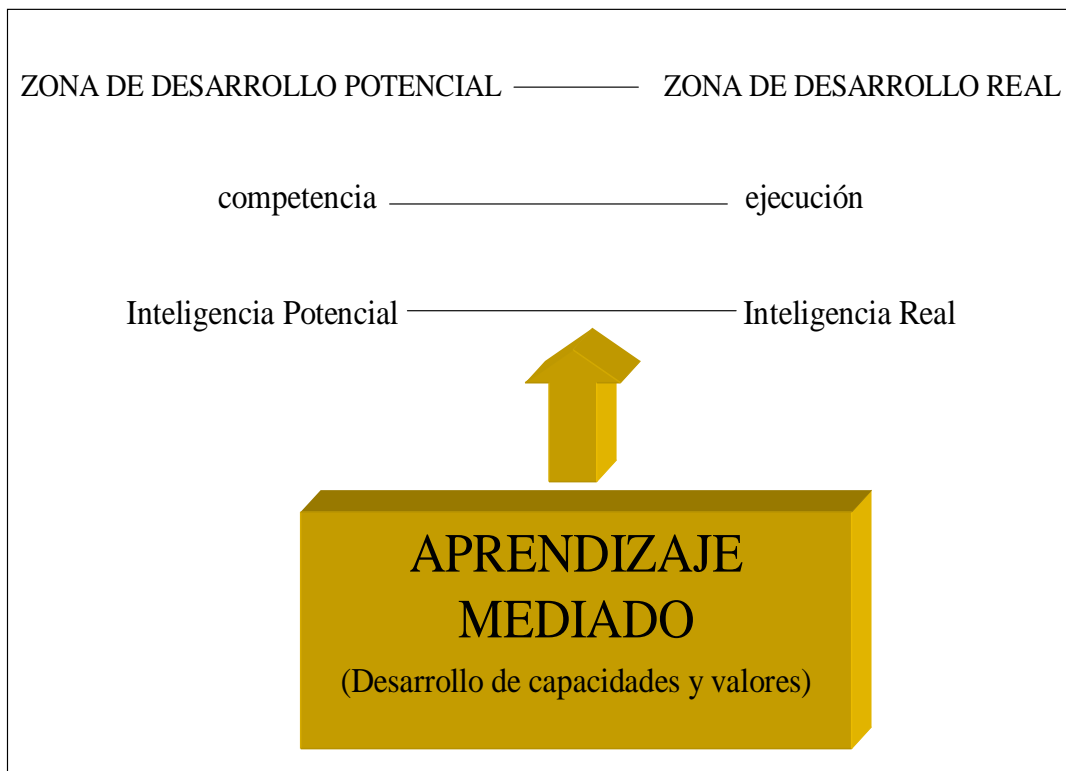 ZONA DE DESARROLLO POTENCIAL ZONA DE DESARROLLO REAL
competencia ejecución
Inteligencia Potencial Inteligencia Real
APRENDIZAJE
MEDIADO
(Desarrollo de capacidades y valores)